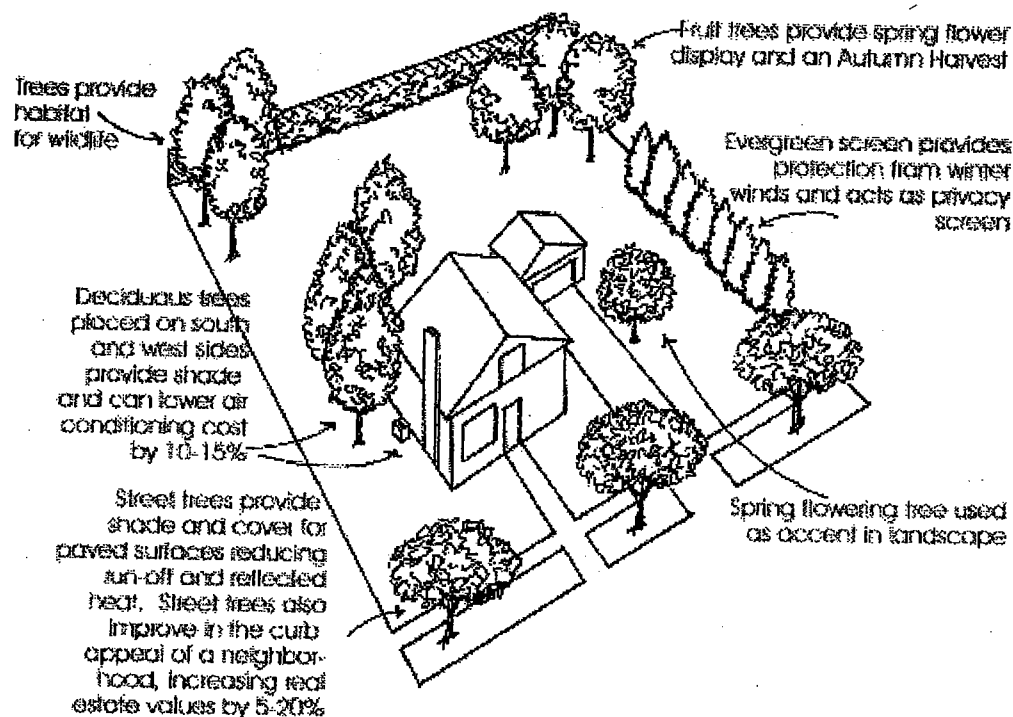 Trees provide
habitat
for wildlife
Fruit trees provide spring flower
display and an Autumn Harvest
Evergreen screen provides
protection from winter
winds and acts as privacy
screen
Deciduous trees
placed on south
and west sides
provide shade
and can lower air
conditioning cost
by 10-15%
Spring flowering tree used
as accent in landscape
Street trees provide
shade and cover for
paved surfaces reducing
run-off and reflected
heat. Street trees also
improve in the curb
appeal of a neighbor-
hood, increasing real
estate values by 5-20%